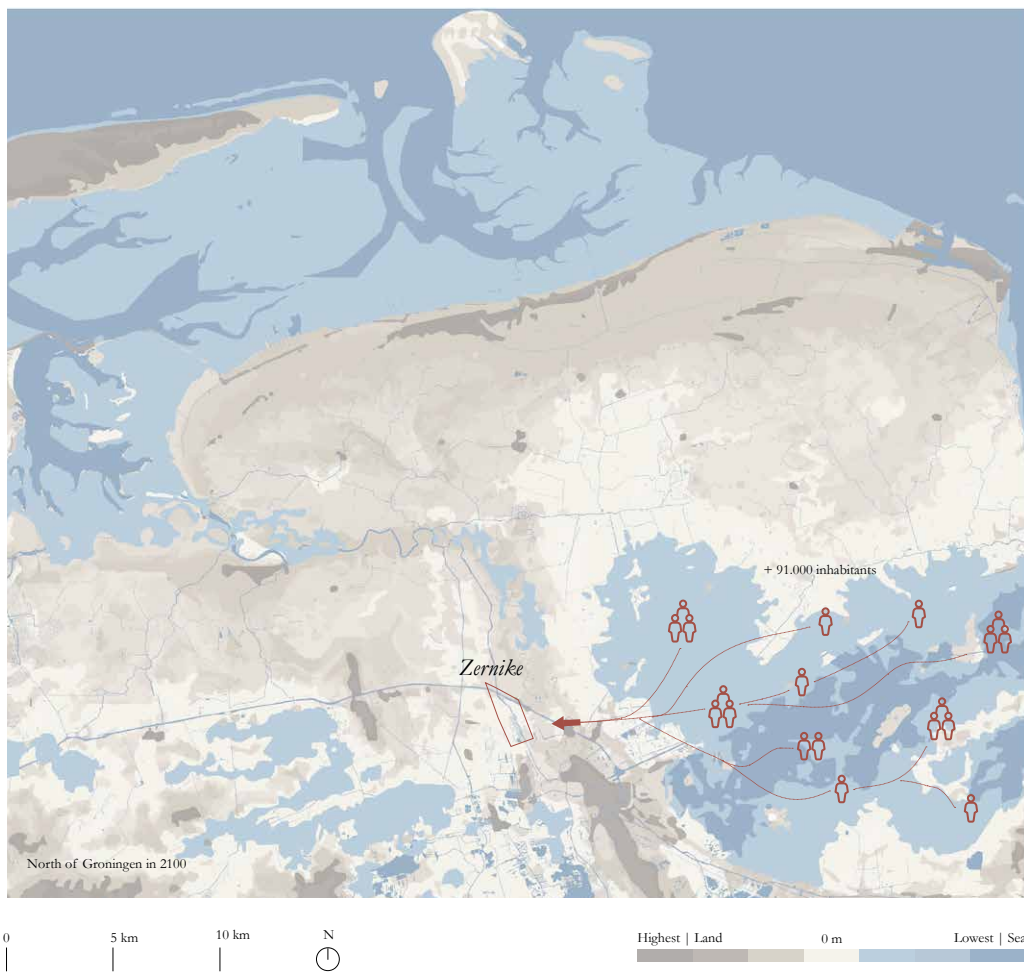 + 91.000 inhabitants
Zernike
North of Groningen in 2100
0
5 km
10 km
N
Highest | Land
0 m
Lowest | Sea